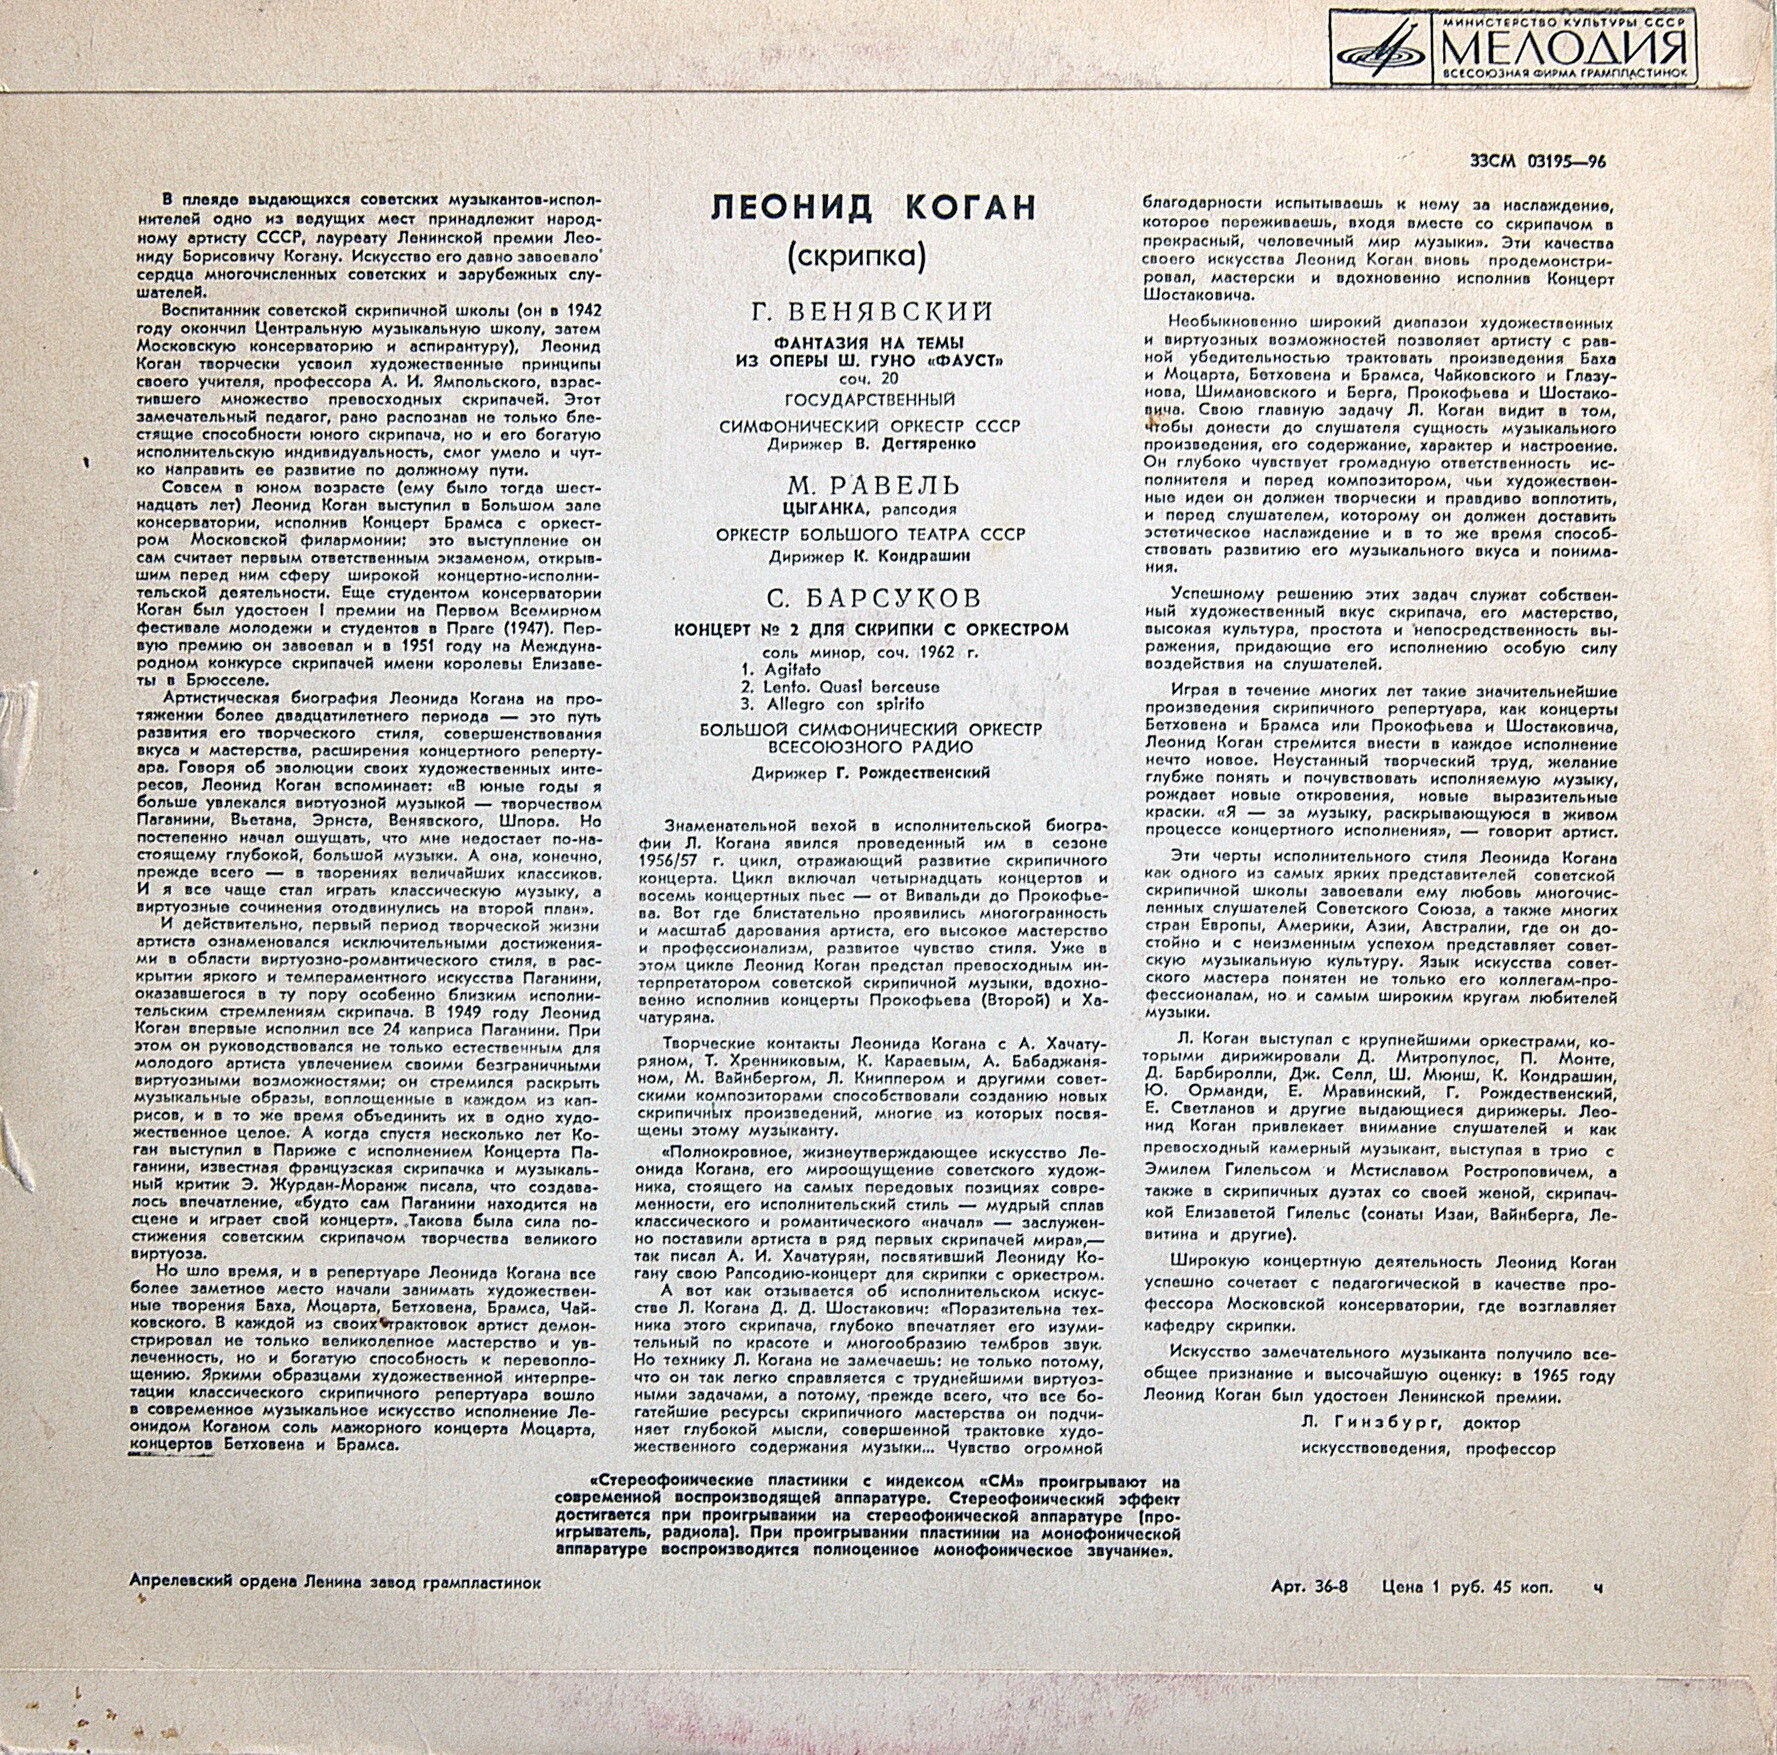 МИНИСТЕРСТВО КУЛЬТУРЫ СССР
МЕЛОДИЯ
ВСЕСОЮЗНАЯ ФИРМА ГРАМПЛАСТИНОК
33СМ 03195—96
В плеяде выдающихся советских музыкантов-испол-
нителей одно из ведущих мест принадлежит народ-
ному артисту СССР, лауреату Ленинской премии Лео-
ниду Борисовичу Когану. Искусство его давно завоевало
сердца многочисленных советских и зарубежных слу-
шателей.
Воспитанник советской скрипичной школы (он в 1942
году окончил Центральную музыкальную школу, затем
Московскую консерваторию и аспирантуру), Леонид
Коган творчески усвоил художественные принципы
своего учителя, профессора А. И. Ямпольского, взрас-
тившего множество превосходных скрипачей. Этот
замечательный педагог, рано распознав не только бле-
стящие способности юного скрипача, но и его богатую
исполнительскую индивидуальность, смог умело и чут-
ко направить ее развитие по должному пути.
Совсем в юном возрасте (ему было тогда шест-
надцать лет) Леонид Коган выступил в Большом зале
консерватории, исполнив Концерт Брамса с оркест-
ром Московской филармонии; это выступление он
сам считает первым ответственным экзаменом, открыв-
шим перед ним сферу широкой концертно-исполни-
тельской деятельности. Еще студентом консерватории
Коган был удостоен I премии на Первом Всемирном
фестивале молодежи и студентов в Праге (1947). Пер-
вую премию он завоевал и в 1951 году на Междуна-
родном конкурсе скрипачей имени королевы Елизаве-
ты в Брюсселе.
Артистическая биография Леонида Когана на про-
тяжении более двадцатилетнего периода — это путь
развития его творческого стиля, совершенствования
вкуса и мастерства, расширения концертного реперту-
ара. Говоря об эволюции своих художественных инте-
ресов, Леонид Коган вспоминает: «В юные годы я
больше увлекался виртуозной музыкой — творчеством
Паганини, Вьетана, Эрнста, Венявского, Шпора. Но
постепенно начал ощущать, что мне недостает по-на-
стоящему глубокой, большой музыки. А она, конечно,
прежде всего — в творениях величайших классиков.
И я все чаще стал играть классическую музыку, а
виртуозные сочинения отодвинулись на второй план».
И действительно, первый период творческой жизни
артиста ознаменовался исключительными достижения-
ми в области виртуозно-романтического стиля, в рас-
крытии яркого и темпераментного искусства Паганини,
оказавшегося в ту пору особенно близким исполни-
тельским стремлениям скрипача. В 1949 году Леонид
Коган впервые исполнил все 24 каприса Паганини. При
этом он руководствовался не только естественным для
молодого артиста увлечением своими безграничными
виртуозными возможностями; он стремился раскрыть
музыкальные образы, воплощенные в каждом из кап-
рисов, и в то же время объединить их в одно худо-
жественное целое. А когда спустя несколько лет Ко-
ган выступил в Париже с исполнением Концерта Па-
ганини, известная французская скрипачка и музыкаль-
ный критик Э. Журдан-Моранж писала, что создава-
лось впечатление, «будто сам Паганини находится на
сцене и играет свой концерт». Такова была сила по-
стижения советским скрипачом творчества великого
виртуоза.
Но шло время, и в репертуаре Леонида Когана все
более заметное место начали занимать художествен-
ные творения Баха, Моцарта, Бетховена, Брамса, Чай-
ковского. В каждой из своих трактовок артист демон-
стрировал не только великолепное мастерство и ув-
леченность, но и богатую способность к перевопло-
щению. Яркими образцами художественной интерпре-
тации классического скрипичного репертуара вошло
в современное музыкальное искусство исполнение Ле-
онидом Коганом соль мажорного концерта Моцарта,
концертов Бетховена и Брамса.
ЛЕОНИД КОГАН
(скрипка)
Г. ВЕНЯВСКИЙ
ФАНТАЗИЯ НА ТЕМЫ
ИЗ ОПЕРЫ Ш. ГУНО «ФАУСТ»
соч. 20
ГОСУДАРСТВЕННЫЙ
СИМФОНИЧЕСКИЙ ОРКЕСТР СССР
Дирижер В. Дегтяренко
М. РАВЕЛЬ
ЦЫГАНКА, рапсодия
ОРКЕСТР БОЛЬШОГО ТЕАТРА СССР
Дирижер К. Кондрашин
С. БАРСУКОВ
КОНЦЕРТ № 2 ДЛЯ СКРИПКИ С ОРКЕСТРОМ
соль минор, соч. 1962 г.
1. Agitato
2. Lento. Quasi berceuse
3. Allegro con spirito
БОЛЬШОЙ СИМФОНИЧЕСКИЙ ОРКЕСТР
ВСЕСОЮЗНОГО РАДИО
Дирижер Г. Рождественский
Знаменательной вехой в исполнительской биогра-
фии Л. Когана явился проведенный им в сезоне
1956/57 г. цикл, отражающий развитие скрипичного
концерта. Цикл включал четырнадцать концертов и
восемь концертных пьес — от Вивальди до Прокофье-
ва. Вот где блистательно проявились многогранность
и масштаб дарования артиста, его высокое мастерство
и профессионализм, развитое чувство стиля. Уже в
этом цикле Леонид Коган предстал превосходным ин-
терпретатором советской скрипичной музыки, вдохно-
венно исполнив концерты Прокофьева (Второй) и Ха-
чатуряна.
Творческие контакты Леонида Когана с А. Хачату-
ряном, Т. Хренниковым, К. Караевым, А. Бабаджаня-
ном, М. Вайнбергом, Л. Книппером и другими совет-
скими композиторами способствовали созданию новых
скрипичных произведений, многие из которых посвя-
щены этому музыканту.
«Полнокровное, жизнеутверждающее искусство Ле-
онида Когана, его мироощущение советского худож-
ника, стоящего на самых передовых позициях совре-
менности, его исполнительский стиль — мудрый сплав
классического и романтического «начал» — заслужен-
но поставили артиста в ряд первых скрипачей мира»,—
так писал А. И. Хачатурян, посвятивший Леониду Ко-
гану свою Рапсодию-концерт для скрипки с оркестром.
А вот как отзывается об исполнительском искус-
стве Л. Когана Д. Д. Шостакович: «Поразительна тех-
ника этого скрипача, глубоко впечатляет его изуми-
тельный по красоте и многообразию тембров звук.
Но технику Л. Когана не замечаешь: не только потому,
что он так легко справляется с труднейшими виртуоз-
ными задачами, а потому, прежде всего, что все бо-
гатейшие ресурсы скрипичного мастерства он подчи-
няет глубокой мысли, совершенной трактовке худо-
жественного содержания музыки... Чувство огромной
благодарности испытываешь к нему за наслаждение,
которое переживаешь, входя вместе со скрипачом в
прекрасный, человечный мир музыки». Эти качества
своего искусства Леонид Коган вновь продемонстри-
ровал, мастерски и вдохновенно исполнив Концерт
Шостаковича.
Необыкновенно широкий диапазон художественных
и виртуозных возможностей позволяет артисту с рав-
ной убедительностью трактовать произведения Баха
и Моцарта, Бетховена и Брамса, Чайковского и Глазу-
нова, Шимановского и Берга, Прокофьева и Шостако-
вича. Свою главную задачу Л. Коган видит в том,
чтобы донести до слушателя сущность музыкального
произведения, его содержание, характер и настроение.
Он глубоко чувствует громадную ответственность ис-
полнителя и перед композитором, чьи художествен-
ные идеи он должен творчески и правдиво воплотить,
и перед слушателем, которому он должен доставить
эстетическое наслаждение и в то же время способ-
ствовать развитию его музыкального вкуса и понима-
ния.
Успешному решению этих задач служат собствен-
ный художественный вкус скрипача, его мастерство,
высокая культура, простота и непосредственность вы-
ражения, придающие его исполнению особую силу
воздействия на слушателей.
Играя в течение многих лет такие значительнейшие
произведения скрипичного репертуара, как концерты
Бетховена и Брамса или Прокофьева и Шостаковича,
Леонид Коган стремится внести в каждое исполнение
нечто новое. Неустанный творческий труд, желание
глубже понять и почувствовать исполняемую музыку,
рождает новые откровения, новые выразительные
краски. «Я — за музыку, раскрывающуюся в живом
процессе концертного исполнения», — говорит артист.
Эти черты исполнительного стиля Леонида Когана
как одного из самых ярких представителей советской
скрипичной школы завоевали ему любовь многочис-
ленных слушателей Советского Союза, а также многих
стран Европы, Америки, Азии, Австралии, где он до-
стойно и с неизменным успехом представляет совет-
скую музыкальную культуру. Язык искусства совет-
ского мастера понятен не только его коллегам-про-
фессионалам, но и самым широким кругам любителей
музыки.
Л. Коган выступал с крупнейшими оркестрами, ко-
торыми дирижировали Д. Митропулос, П. Монте,
Д. Барбиролли, Дж. Селл, Ш. Мюнш, К. Кондрашин,
Ю. Орманди, Е. Мравинский, Г. Рождественский,
Е. Светланов и другие выдающиеся дирижеры. Лео-
нид Коган привлекает внимание слушателей и как
превосходный камерный музыкант, выступая в трио с
Эмилем Гилельсом и Мстиславом Ростроповичем, а
также в скрипичных дуэтах со своей женой, скрипач-
кой Елизаветой Гилельс (сонаты Изаи, Вайнберга, Ле-
витина и другие).
Широкую концертную деятельность Леонид Коган
успешно сочетает с педагогической в качестве про-
фессора Московской консерватории, где возглавляет
кафедру скрипки.
Искусство замечательного музыканта получило все-
общее признание и высочайшую оценку: в 1965 году
Леонид Коган был удостоен Ленинской премии.
Л. Гинзбург, доктор
искусствоведения, профессор
«Стереофонические пластинки с индексом «СМ» проигрывают на
современной воспроизводящей аппаратуре. Стереофонический эффект
достигается при проигрывании на стереофонической аппаратуре (про-
игрыватель, радиола). При проигрывании пластинки на монофонической
аппаратуре воспроизводится полноценное монофоническое звучание».
Апрелевский ордена Ленина завод грампластинок
Арт. 36-8 Цена 1 руб. 45 коп. ч